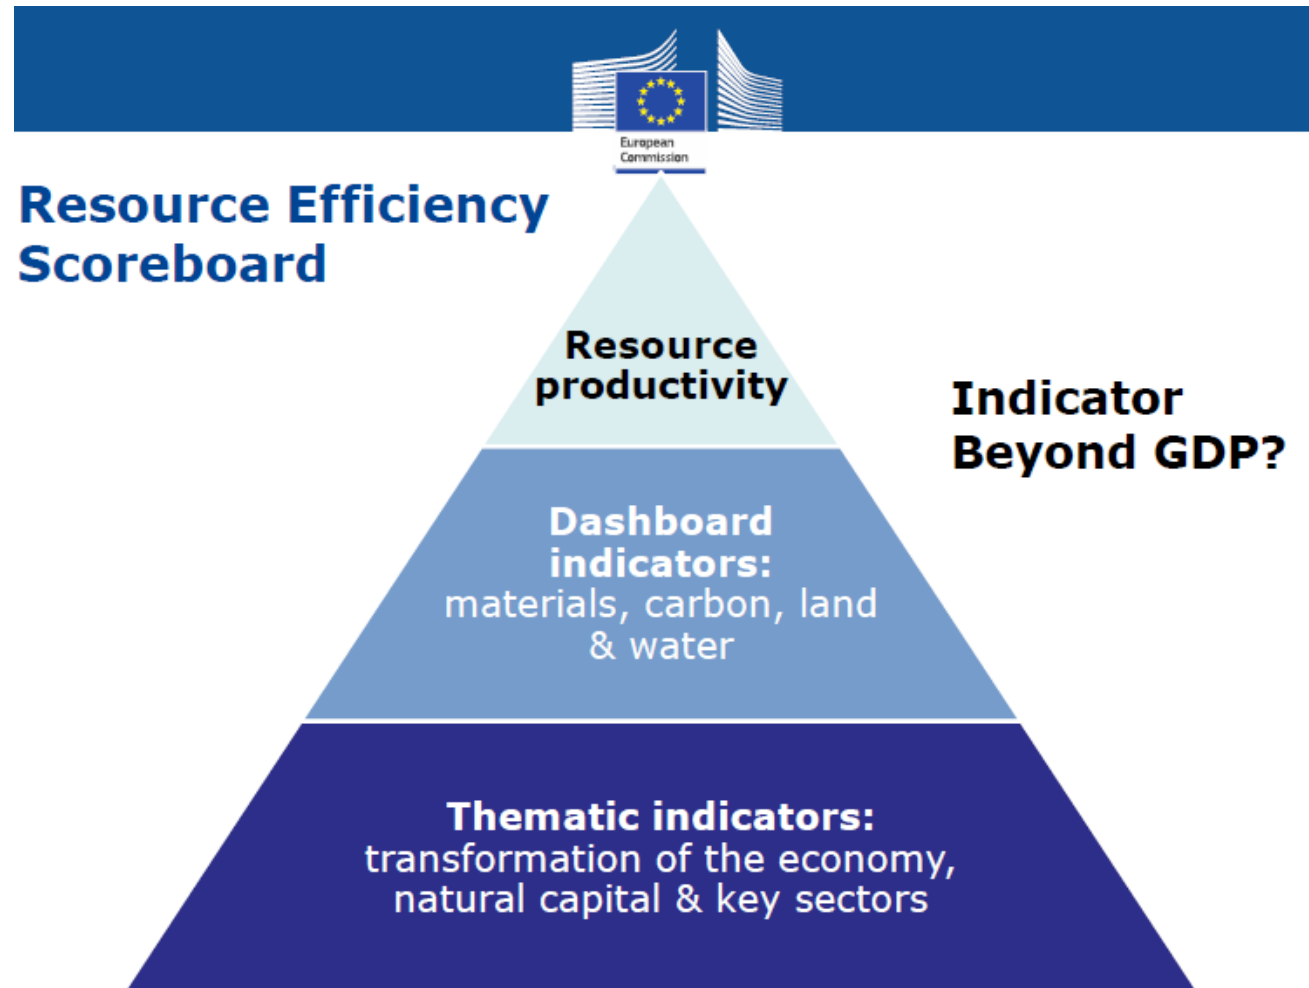 European
Commission
Resource Efficiency
Scoreboard
Resource
productivity
Indicator
Beyond GDP?
Dashboard
indicators:
materials, carbon, land
& water
Thematic indicators:
transformation of the economy,
natural capital & key sectors